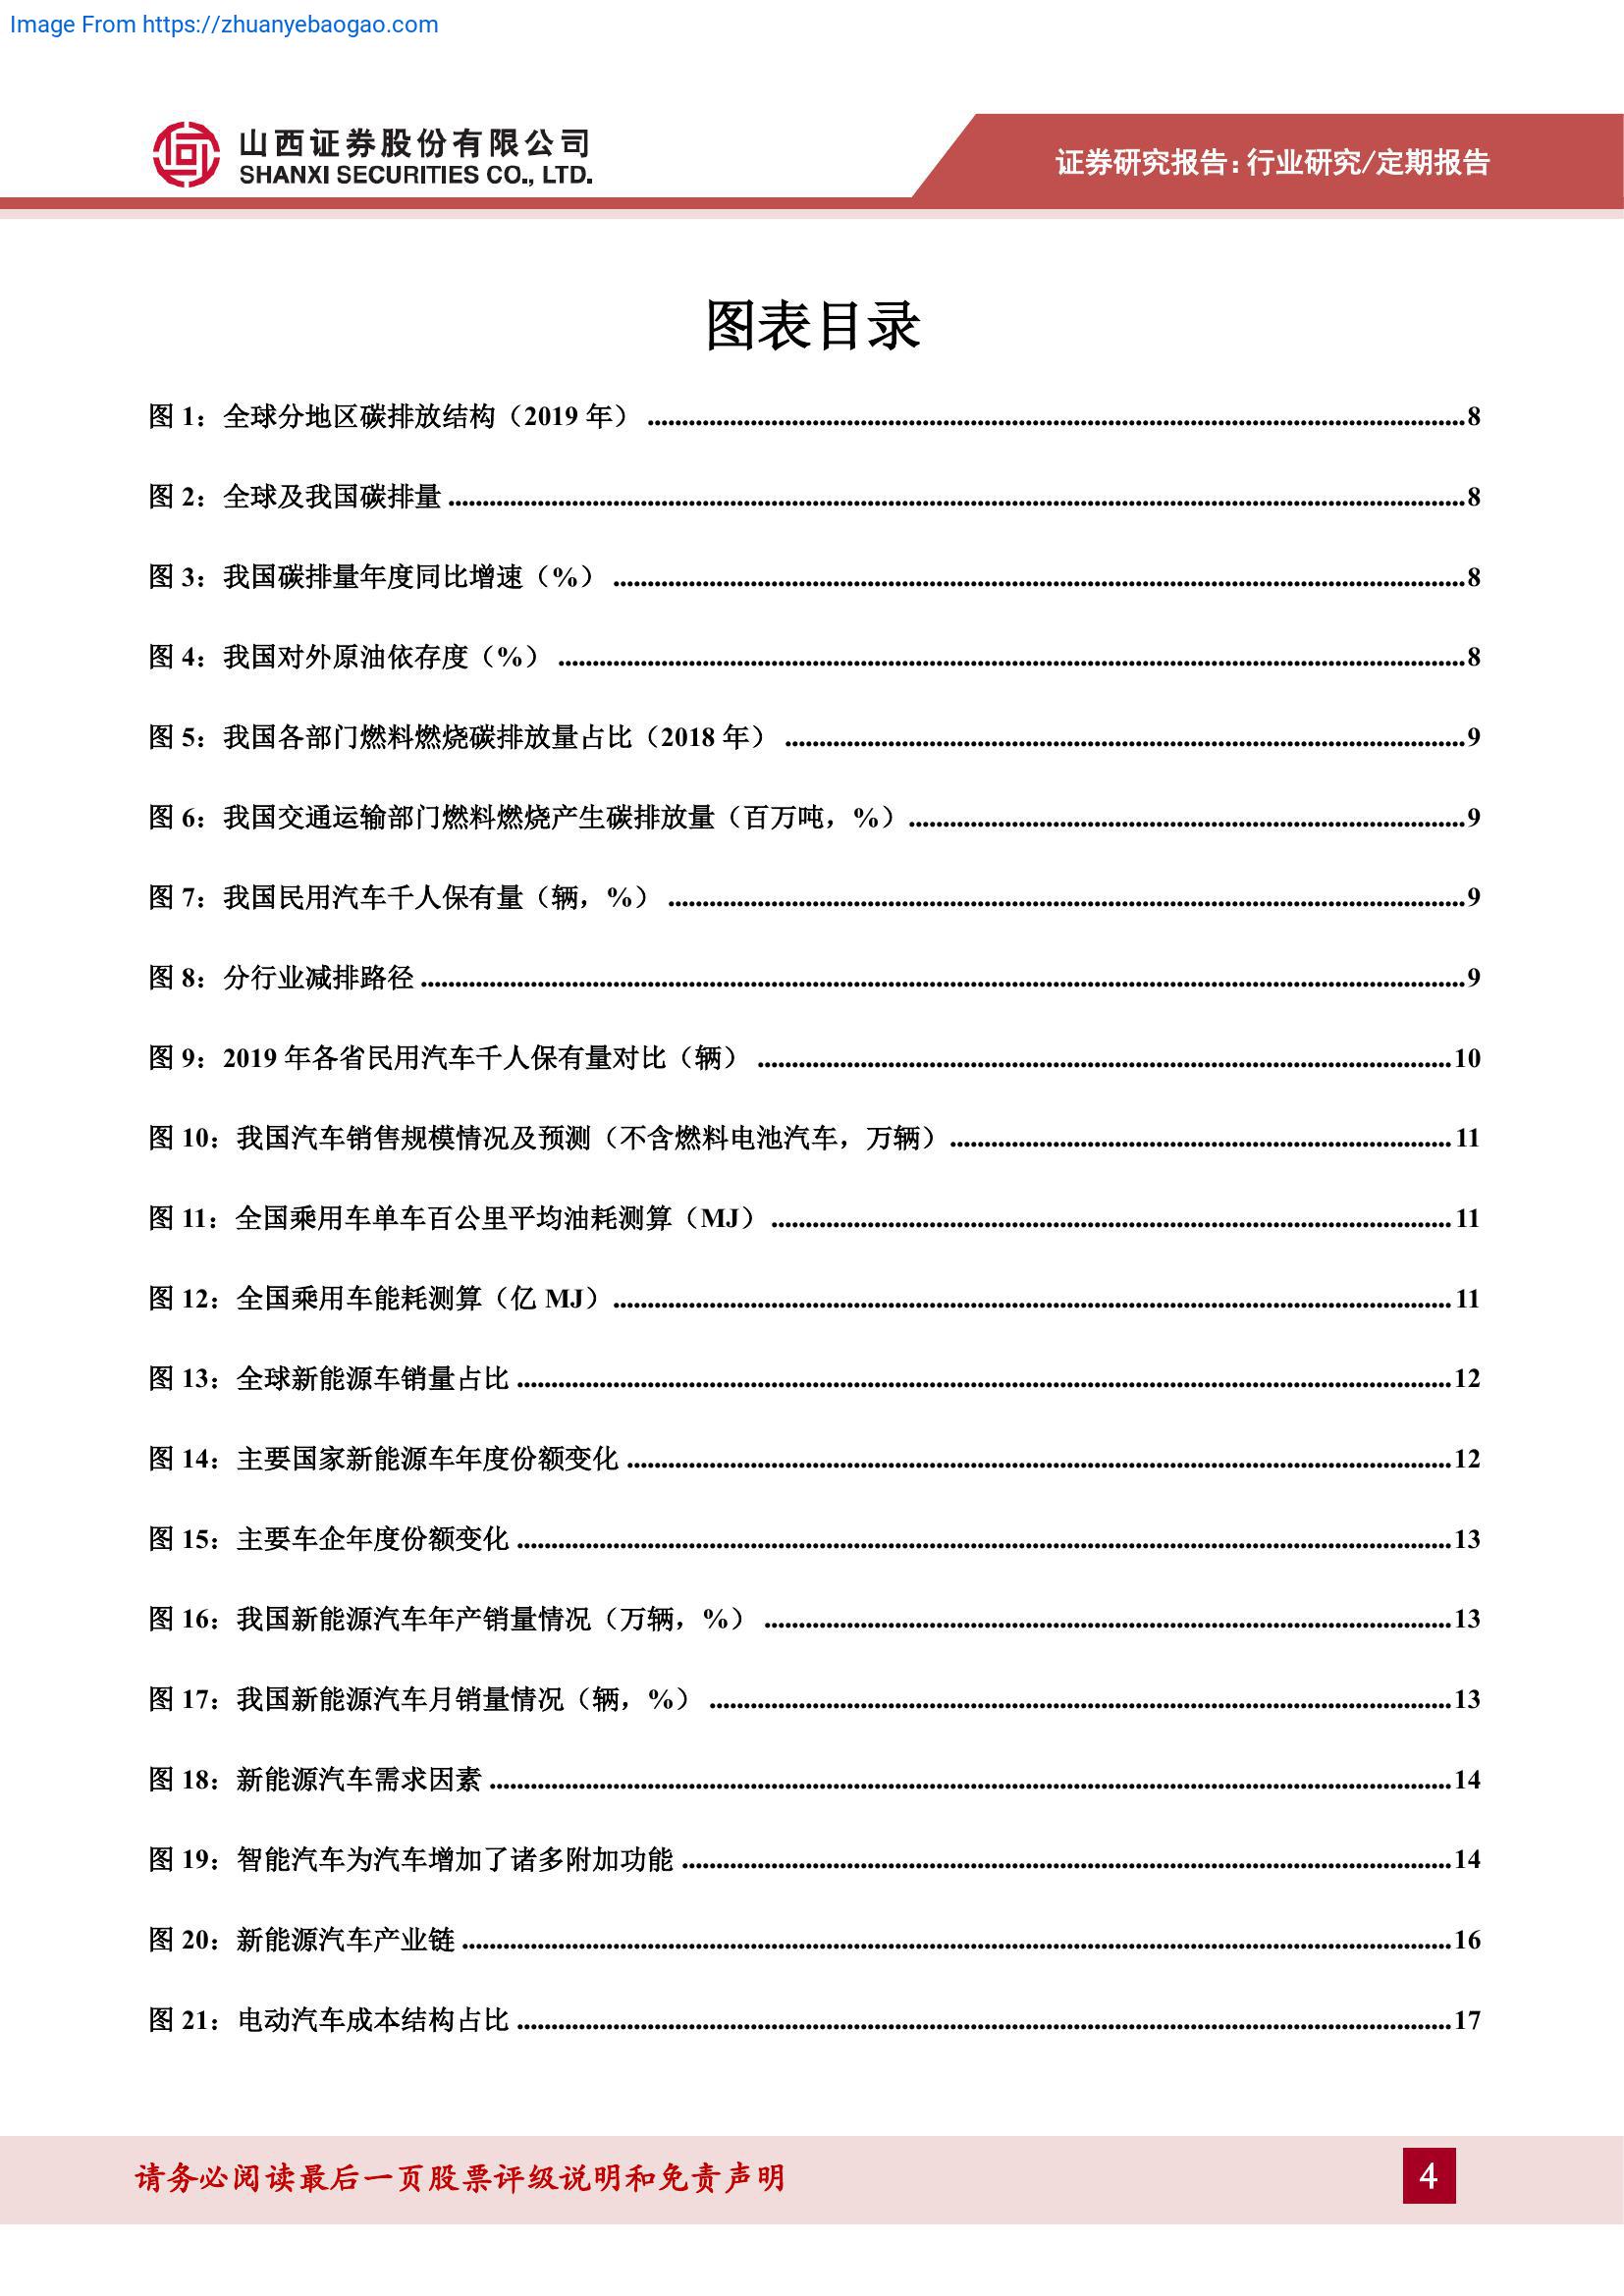 Image From https://zhuanyebaogao.com
山西证券股份有限公司
SHANXI SECURITIES CO., LTD.
证券研究报告:行业研究/定期报告
图表目录
图 1：全球分地区碳排放结构（2019 年）........8
图 2：全球及我国碳排量........8
图 3：我国碳排量年度同比增速（%）........8
图 4：我国对外原油依存度（%）........8
图 5：我国各部门燃料燃烧碳排放量占比（2018 年）........9
图 6：我国交通运输部门燃料燃烧产生碳排放量（百万吨，%）........9
图 7：我国民用汽车千人保有量（辆，%）........9
图 8：分行业减排路径........9
图 9：2019 年各省民用汽车千人保有量对比（辆）........10
图 10：我国汽车销售规模情况及预测（不含燃料电池汽车，万辆）........11
图 11：全国乘用车单车百公里平均油耗测算（MJ）........11
图 12：全国乘用车能耗测算（亿 MJ）........11
图 13：全球新能源车销量占比........12
图 14：主要国家新能源车年度份额变化........12
图 15：主要车企年度份额变化........13
图 16：我国新能源汽车年产销量情况（万辆，%）........13
图 17：我国新能源汽车月销量情况（辆，%）........13
图 18：新能源汽车需求因素........14
图 19：智能汽车为汽车增加了诸多附加功能........14
图 20：新能源汽车产业链........16
图 21：电动汽车成本结构占比........17
请务必阅读最后一页股票评级说明和免责声明
4